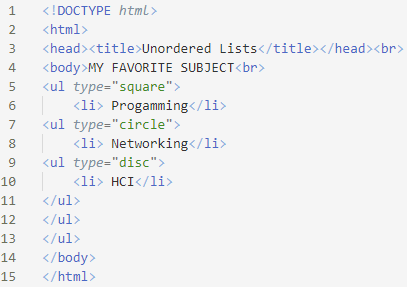 1 <!DOCTYPE html>
2 <html>
3 <head><title>Unordered Lists</title></head><br>
4 <body>MY FAVORITE SUBJECT<br>
5 <ul type="square">
6 <li> Progamming</li>
7 <ul type="circle">
8 <li> Networking</li>
9 <ul type="disc">
10 <li> HCI</li>
11 </ul>
12 </ul>
13 </ul>
14 </body>
15 </html>